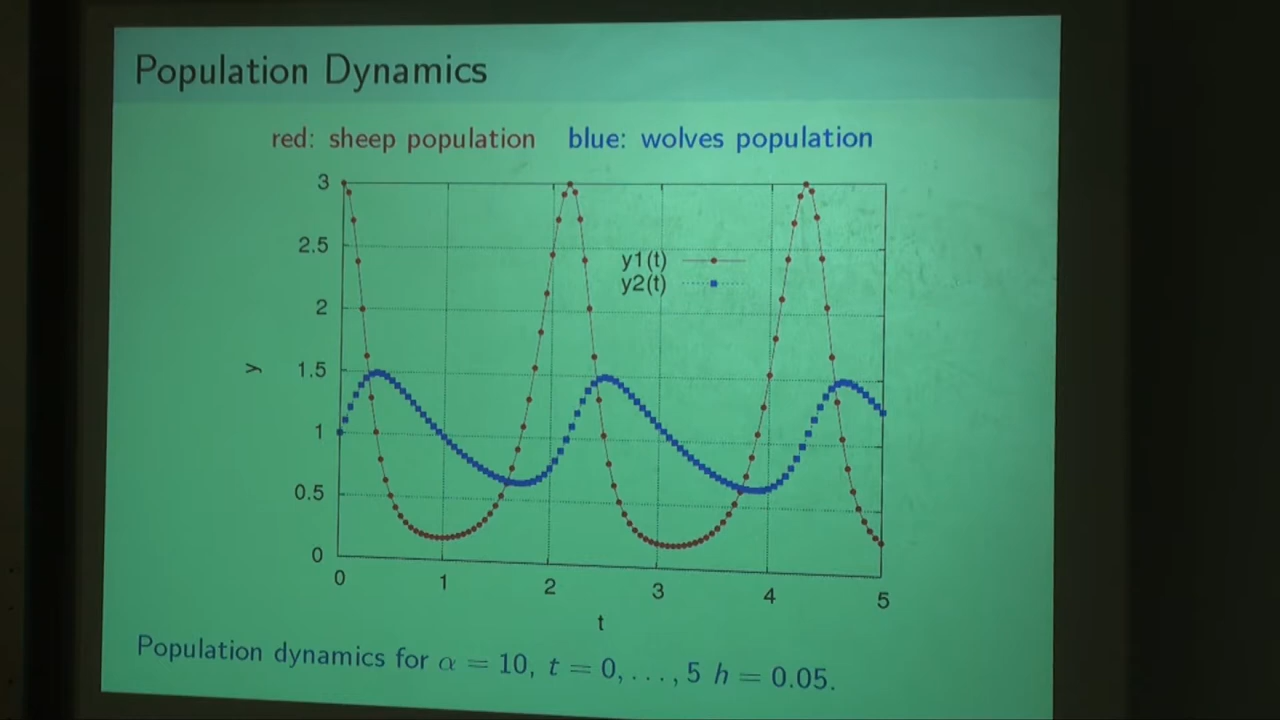 Population Dynamics
red: sheep population blue: wolves population
3
2.5
2
1.5
1
0.5
0
y
y1(t)
y2(t)
0 1 2 3 4 5
t
Population dynamics for α = 10, t = 0, . . . , 5 h = 0.05.